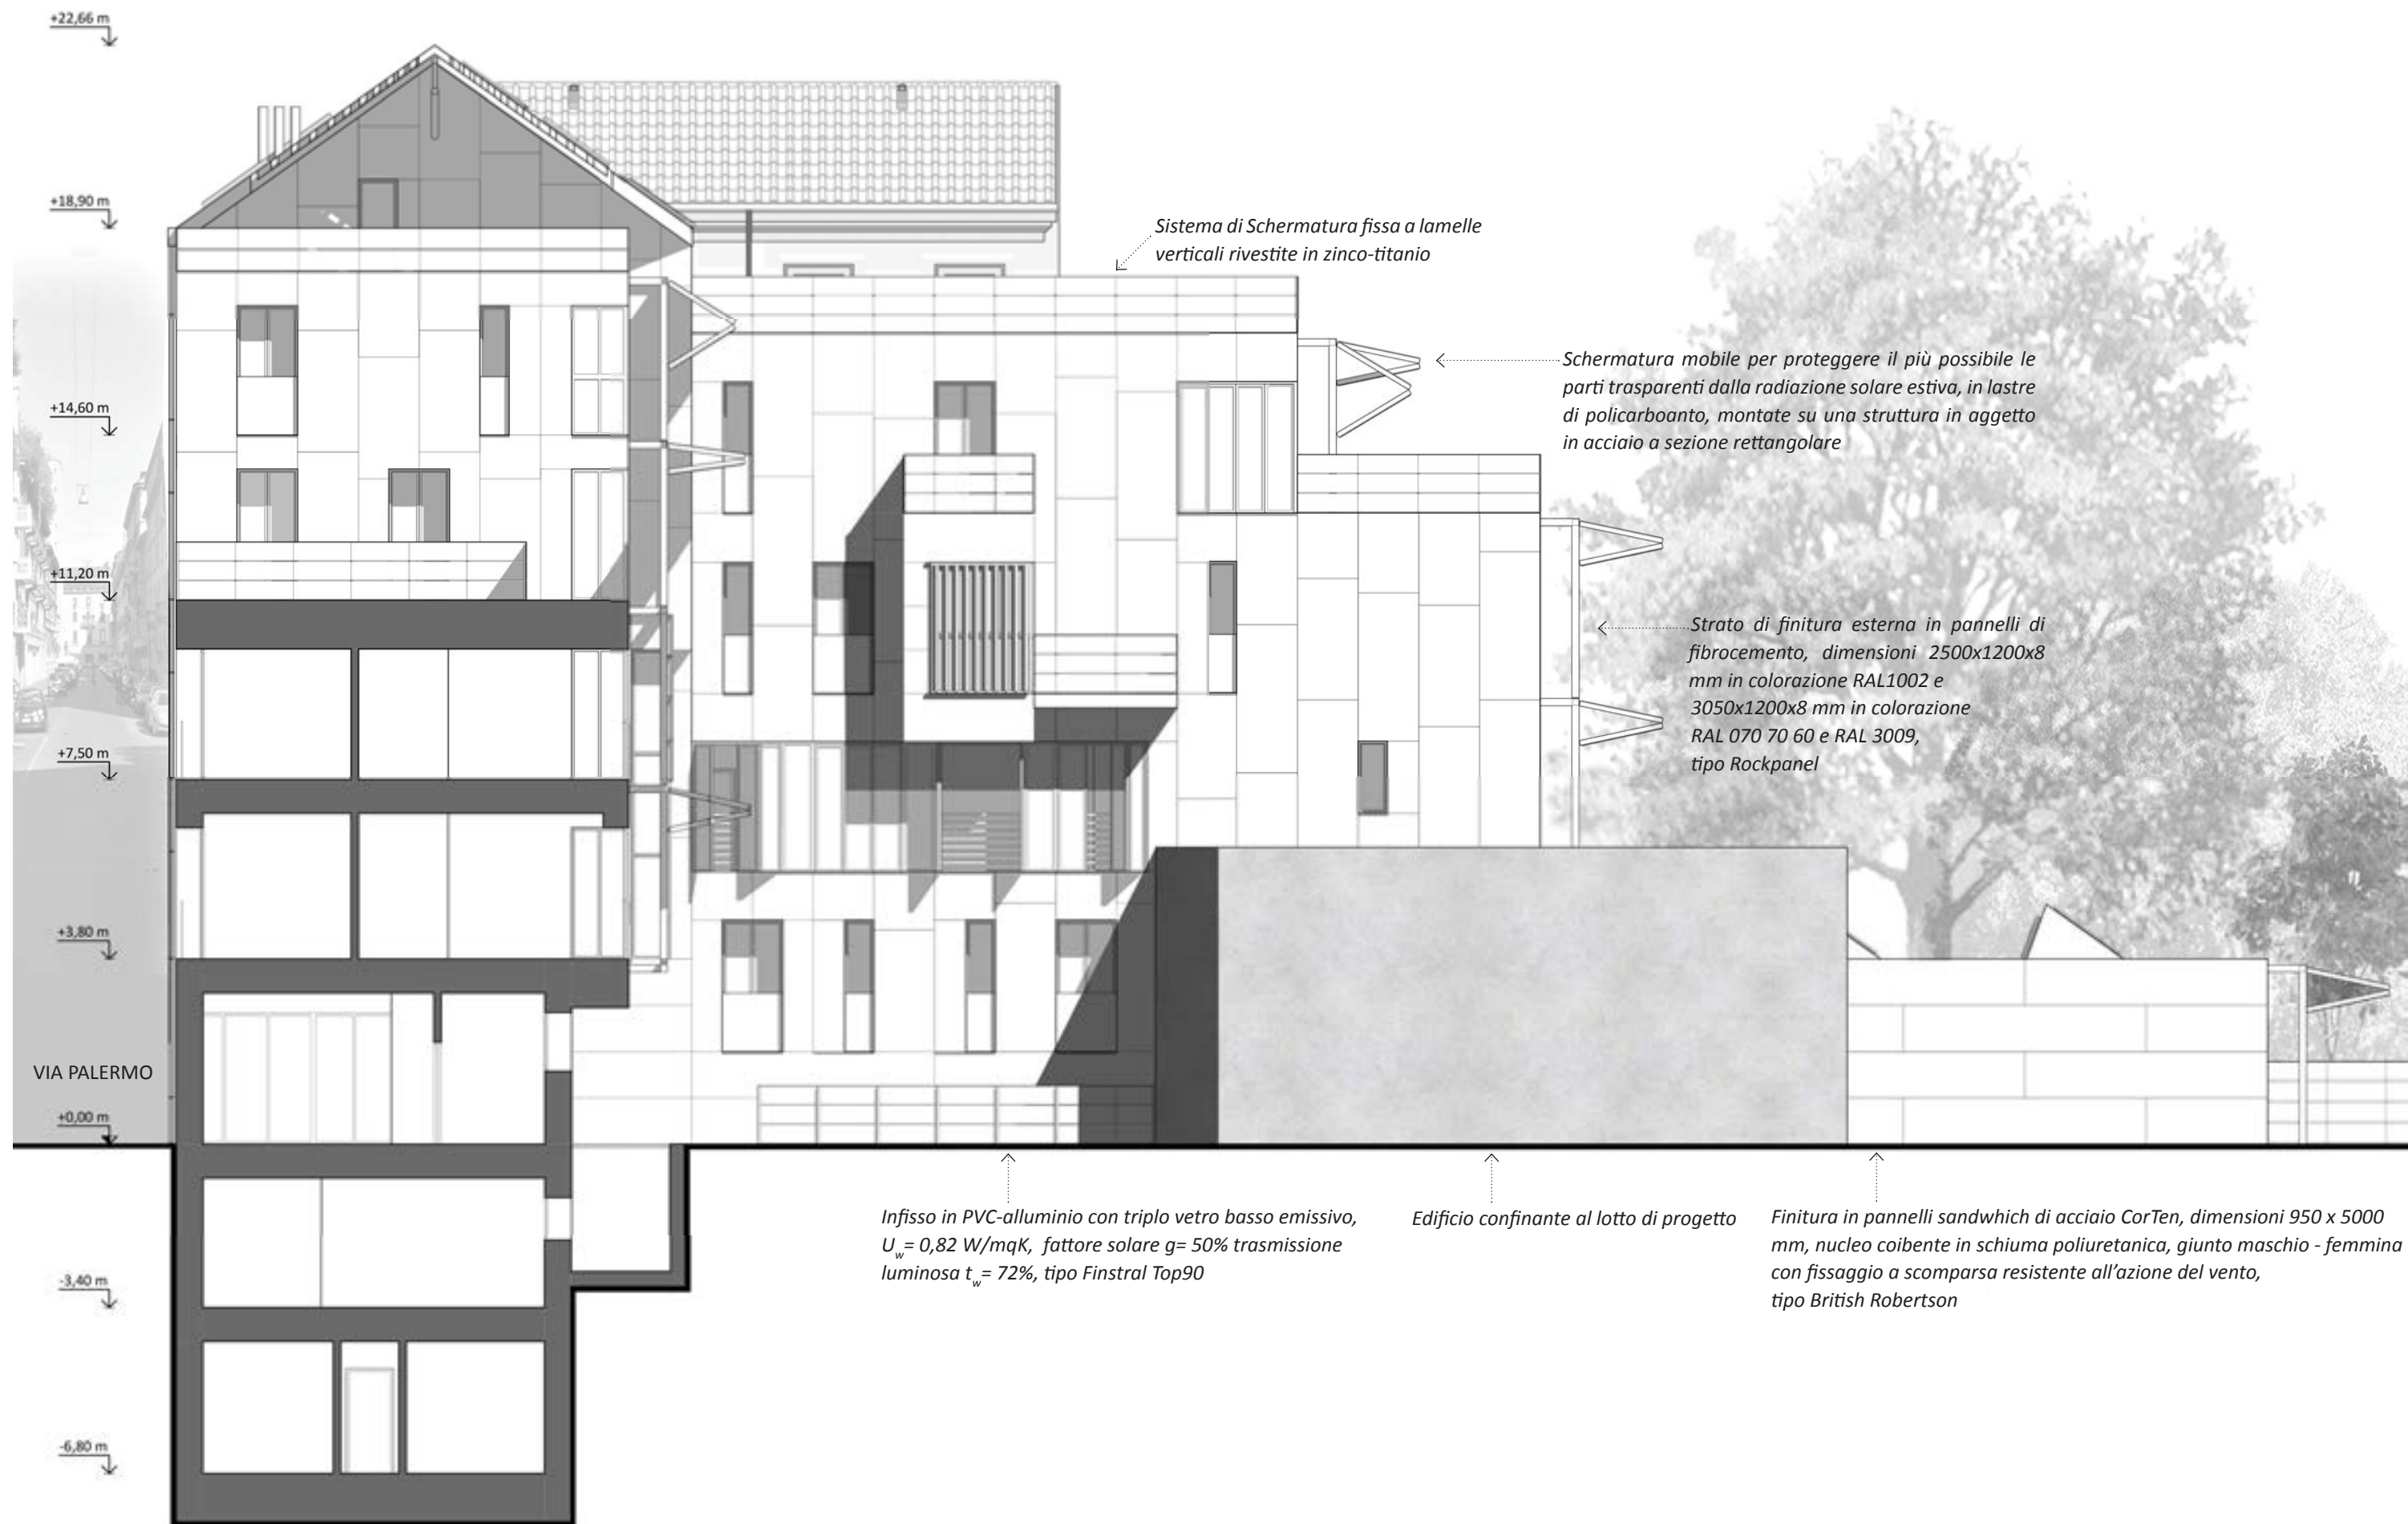 +22,66 m
+18,90 m
+14,60 m
+11,20 m
+7,50 m
+3,80 m
VIA PALERMO
+0,00 m
-3,40 m
-6,80 m
Sistema di Schermatura fissa a lamelle
verticali rivestite in zinco-titanio
Schermatura mobile per proteggere il più possibile le
parti trasparenti dalla radiazione solare estiva, in lastre
di policarboanto, montate su una struttura in aggetto
in acciaio a sezione rettangolare
Strato di finitura esterna in pannelli di
fibrocemento, dimensioni 2500x1200x8
mm in colorazione RAL1002 e
3050x1200x8 mm in colorazione
RAL 070 70 60 e RAL 3009,
tipo Rockpanel
Infisso in PVC-alluminio con triplo vetro basso emissivo,
Uw= 0,82 W/mqK, fattore solare g= 50% trasmissione
luminosa tw= 72%, tipo Finstral Top90
Edificio confinante al lotto di progetto
Finitura in pannelli sandwhich di acciaio CorTen, dimensioni 950 x 5000
mm, nucleo coibente in schiuma poliuretanica, giunto maschio - femmina
con fissaggio a scomparsa resistente all'azione del vento,
tipo British Robertson